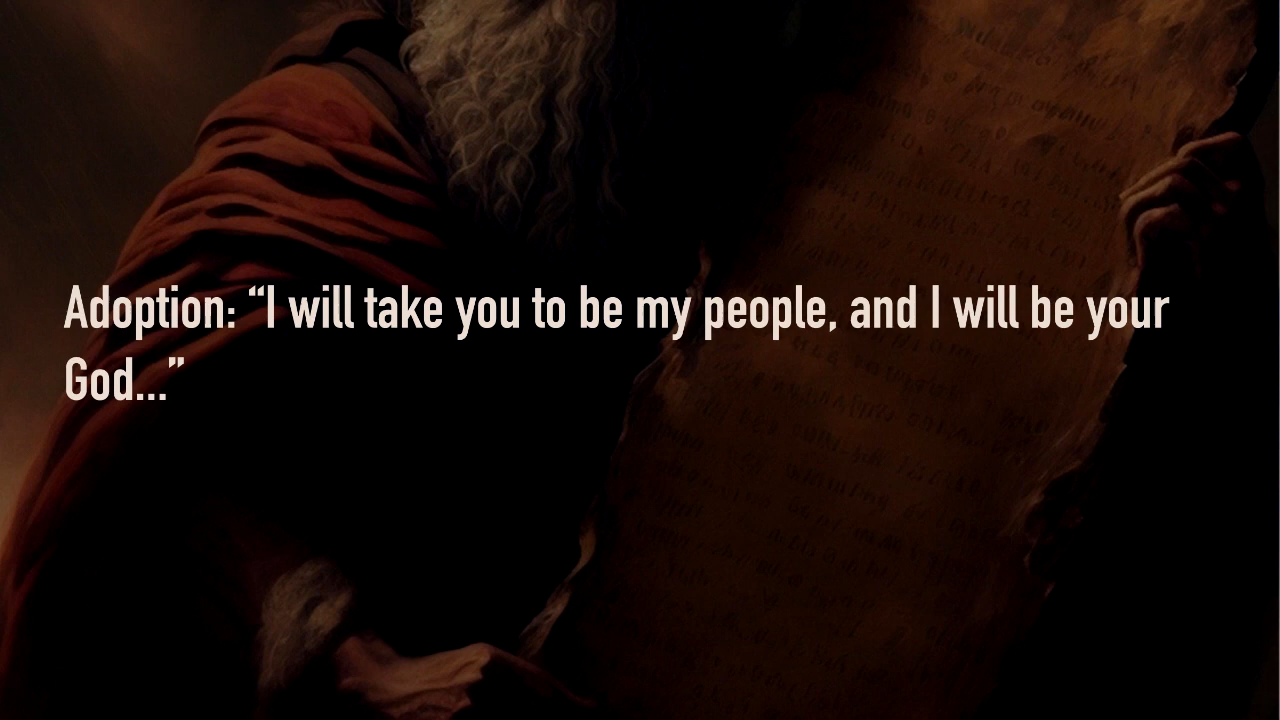 Adoption: “I will take you to be my people, and I will be your
God...”